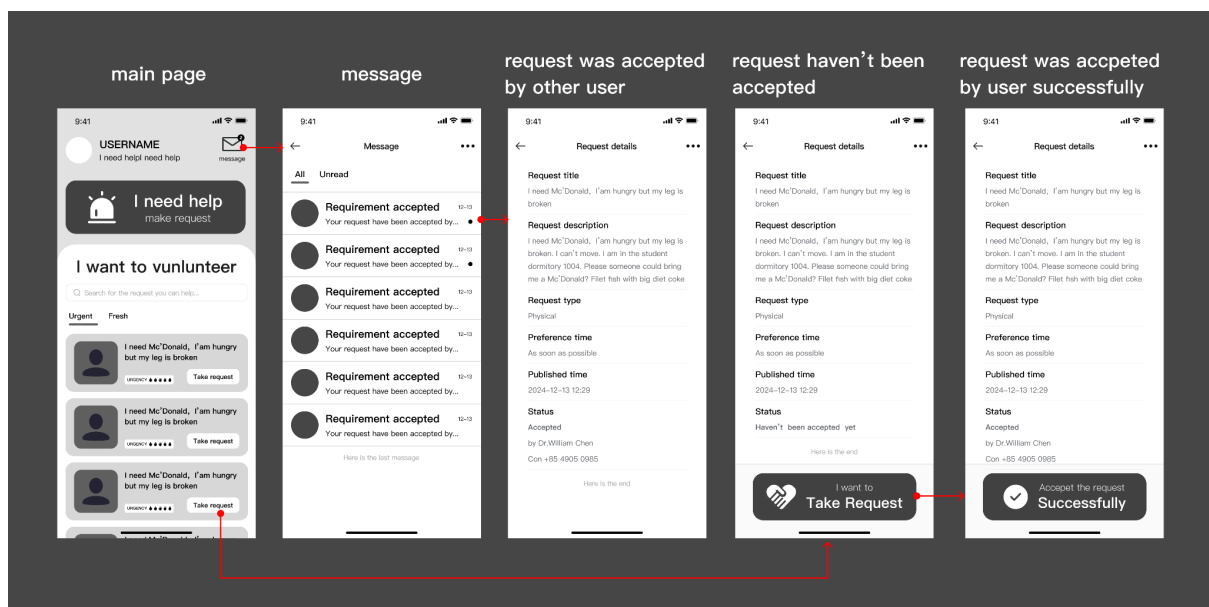 main page
message
request was accepted
by other user
request haven't been
accepted
request was accpeted
by user successfully
9:41
USERNAME
I need helpI need help
2
message
I need help
make request
I want to vunlunteer
Search for the request you can help...
Urgent Fresh
I need Mc'Donald, I'am hungry
but my leg is broken
URGENCY
Take request
I need Mc'Donald, I'am hungry
but my leg is broken
URGENCY
Take request
I need Mc'Donald, I'am hungry
but my leg is broken
URGENCY
Take request
9:41
Message
All Unread
Requirement accepted 12-13
Your request have been accepted by...
Requirement accepted 12-13
Your request have been accepted by...
Requirement accepted 12-13
Your request have been accepted by...
Requirement accepted 12-13
Your request have been accepted by...
Requirement accepted 12-13
Your request have been accepted by...
Requirement accepted 12-13
Your request have been accepted by...
Here is the last message
9:41
Request details
Request title
I need Mc'Donald, I'am hungry but my leg is
broken
Request description
I need Mc'Donald, I'am hungry but my leg is
broken. I can't move. I am in the student
dormitory 1004. Please someone could bring
me a Mc'Donald? Filet fish with big diet coke
Request type
Physical
Preference time
As soon as possible
Published time
2024-12-13 12:29
Status
Accepted
by Dr.William Chen
Con +85 4905 0985
Here is the end
9:41
Request details
Request title
I need Mc'Donald, I'am hungry but my leg is
broken
Request description
I need Mc'Donald, I'am hungry but my leg is
broken. I can't move. I am in the student
dormitory 1004. Please someone could bring
me a Mc'Donald? Filet fish with big diet coke
Request type
Physical
Preference time
As soon as possible
Published time
2024-12-13 12:29
Status
Haven't been accepted yet
Here is the end
I want to
Take Request
9:41
Request details
Request title
I need Mc'Donald, I'am hungry but my leg is
broken
Request description
I need Mc'Donald, I'am hungry but my leg is
broken. I can't move. I am in the student
dormitory 1004. Please someone could bring
me a Mc'Donald? Filet fish with big diet coke
Request type
Physical
Preference time
As soon as possible
Published time
2024-12-13 12:29
Status
Accepted
by Dr.William Chen
Con +85 4905 0985
Accepet the request
Successfully